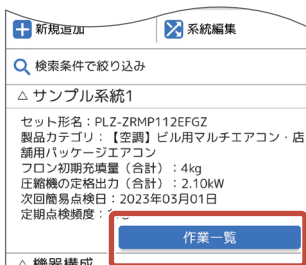 新規追加
系統編集
検索条件で絞り込み
△ サンプル系統1
セット形名：PLZ-ZRMP112EFGZ
製品カテゴリ：【空調】ビル用マルチエアコン・店
舗用パッケージエアコン
フロン初期充填量（合計）：4kg
圧縮機の定格出力（合計）：2.10kW
次回簡易点検日：2023年03月01日
定期点検頻度：
作業一覧
△ 機器構成